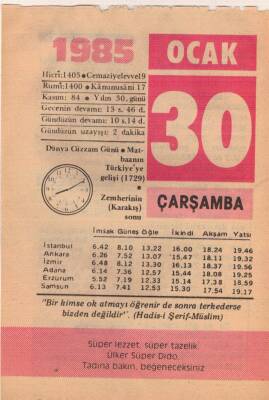 1985
OCAK
Hicrî:1405 • Cemaziyelevvel 9
Rumî:1400 • Kânunusâni 17
Kasım: 84 • Yılın 30. günü
Gecenin devamı: 13 s. 46 d.
Gündüzün devamı: 10 s.14 d.
Gündüzün uzayışı: 2 dakika
30
ÇARŞAMBA
Dünya Cüzzam Günü • Mat-
baanın
Türkiye'ye
gelişi (1729)
•
Zemherinin
(Karakış)
sonu
İmsak Güneş Öğle İkindi Akşam Yatsı
İstanbul 6.42 8.10 13.22 16.00 18.24 19.46
Ankara 6.26 7.52 13.07 15.47 18.11 19.32
İzmir 6.48 8.12 13.30 16.13 18.37 19.56
Adana 6.14 7.36 12.57 15.44 18.08 19.25
Erzurum 5.52 7.19 12.33 15.14 17.38 18.59
Samsun 6.13 7.41 12.53 15.30 17.54 19.17
"Bir kimse ok atmayı öğrenir de sonra terkederse
bizden değildir". (Hadis-i Şerif-Müslim)
Süper lezzet, süper tazelik.
Ülker Süper Dido.
Tadına bakın, beğeneceksiniz